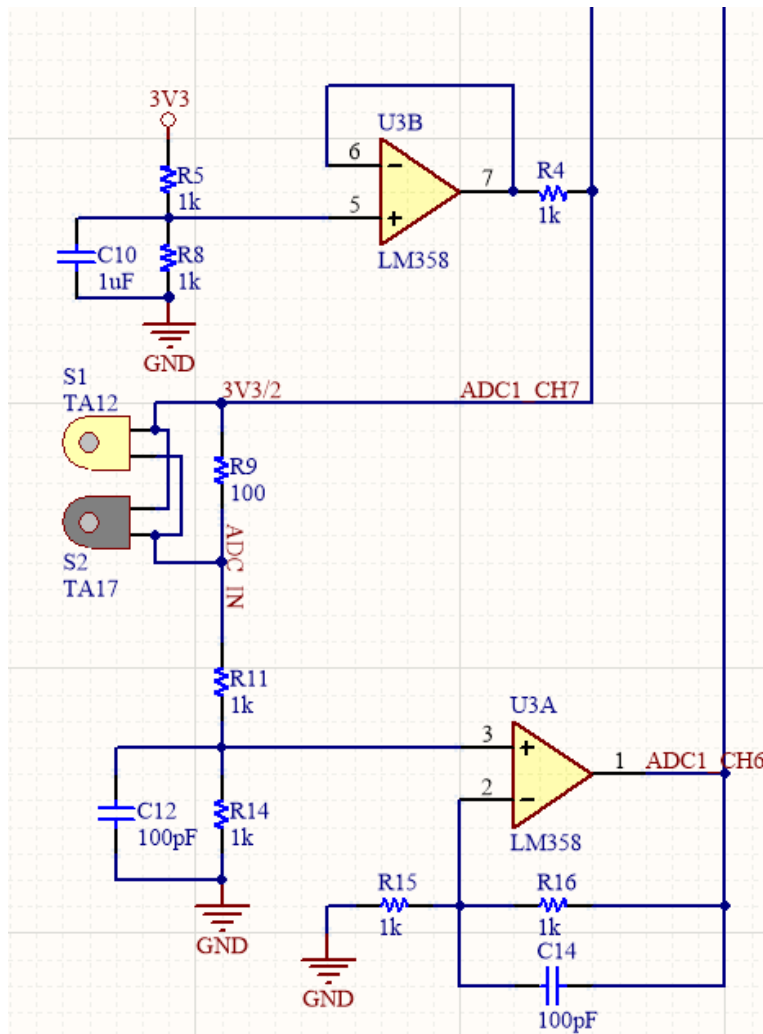 3V3
R5
1k
C10
1uF
R8
1k
GND
U3B
6
5
7
LM358
R4
1k
S1
TA12
3V3/2
ADC1_CH7
R9
100
S2
TA17
ADC_IN
R11
1k
U3A
3
2
1
ADC1_CH6
LM358
C12
100pF
R14
1k
GND
R15
1k
R16
1k
C14
100pF
GND